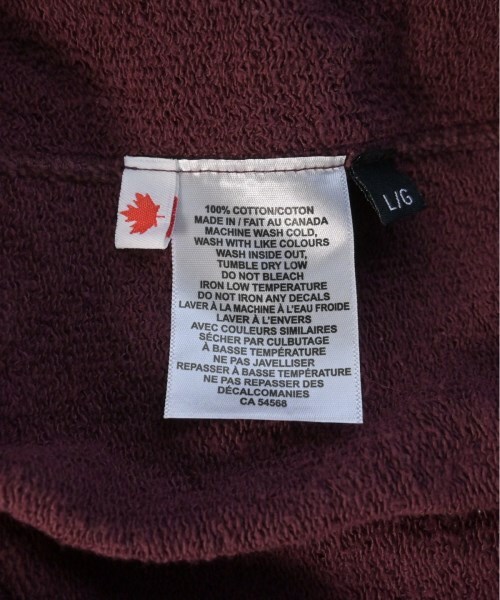 100% COTTON/COTON
MADE IN / FAIT AU CANADA
MACHINE WASH COLD,
WASH WITH LIKE COLOURS
WASH INSIDE OUT,
TUMBLE DRY LOW
DO NOT BLEACH
IRON LOW TEMPERATURE
DO NOT IRON ANY DECALS
LAVER À LA MACHINE À L'EAU FROIDE
LAVER À L'ENVERS
AVEC COULEURS SIMILAIRES
SÉCHER PAR CULBUTAGE
À BASSE TEMPÉRATURE
NE PAS JAVELLISER
REPASSER À BASSE TEMPÉRATURE
NE PAS REPASSER DES
DÉCALCOMANIES
CA 54568
L/G